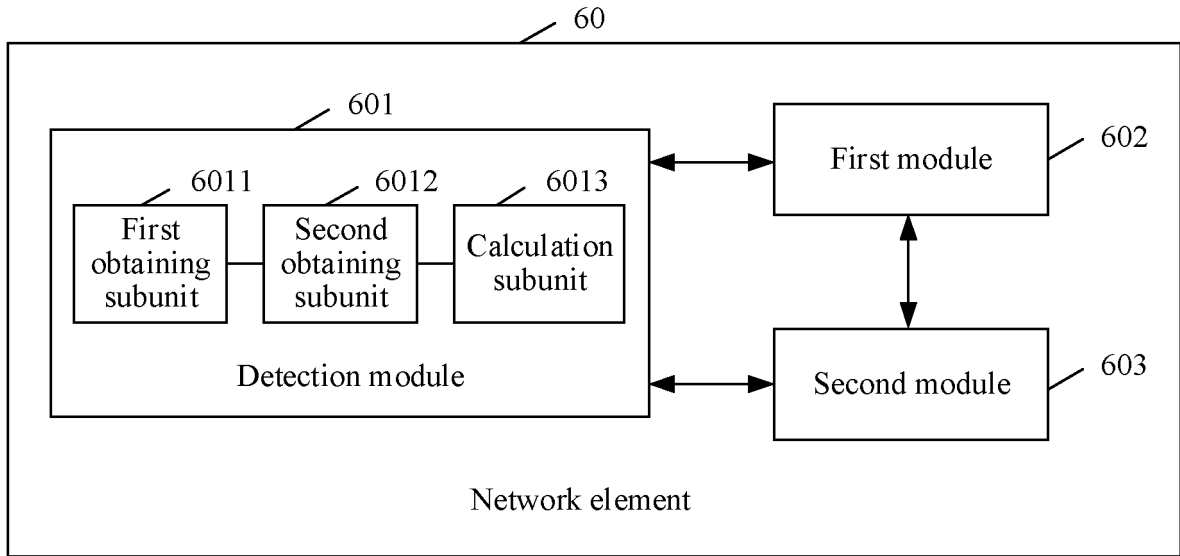 60
601
6011
6012
6013
First
obtaining
subunit
Second
obtaining
subunit
Calculation
subunit
Detection module
First module
602
Second module
603
Network element